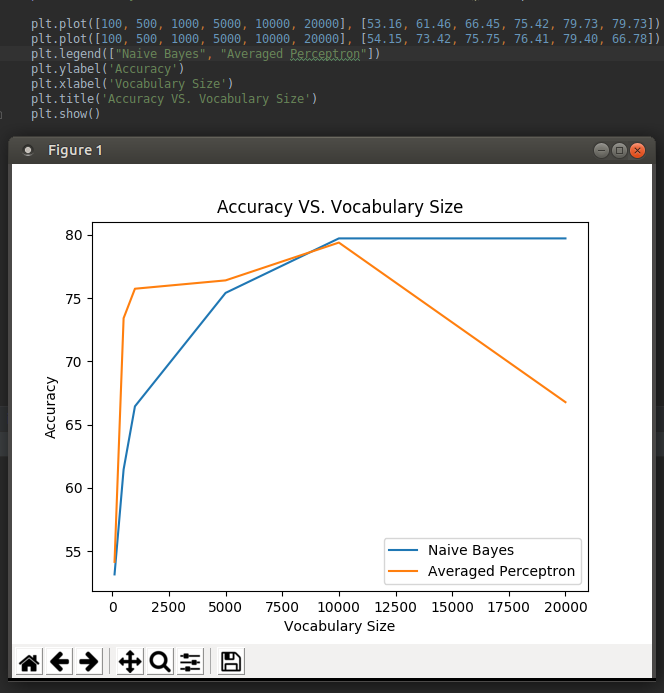 plt.plot([100, 500, 1000, 5000, 10000, 20000], [53.16, 61.46, 66.45, 75.42, 79.73, 79.73])
plt.plot([100, 500, 1000, 5000, 10000, 20000], [54.15, 73.42, 75.75, 76.41, 79.40, 66.78])
plt.legend(["Naive Bayes", "Averaged Perceptron"])
plt.ylabel('Accuracy')
plt.xlabel('Vocabulary Size')
plt.title('Accuracy VS. Vocabulary Size')
plt.show()
Figure 1
Accuracy VS. Vocabulary Size
80
75
70
65
60
55
Accuracy
Naive Bayes
Averaged Perceptron
0 2500 5000 7500 10000 12500 15000 17500 20000
Vocabulary Size